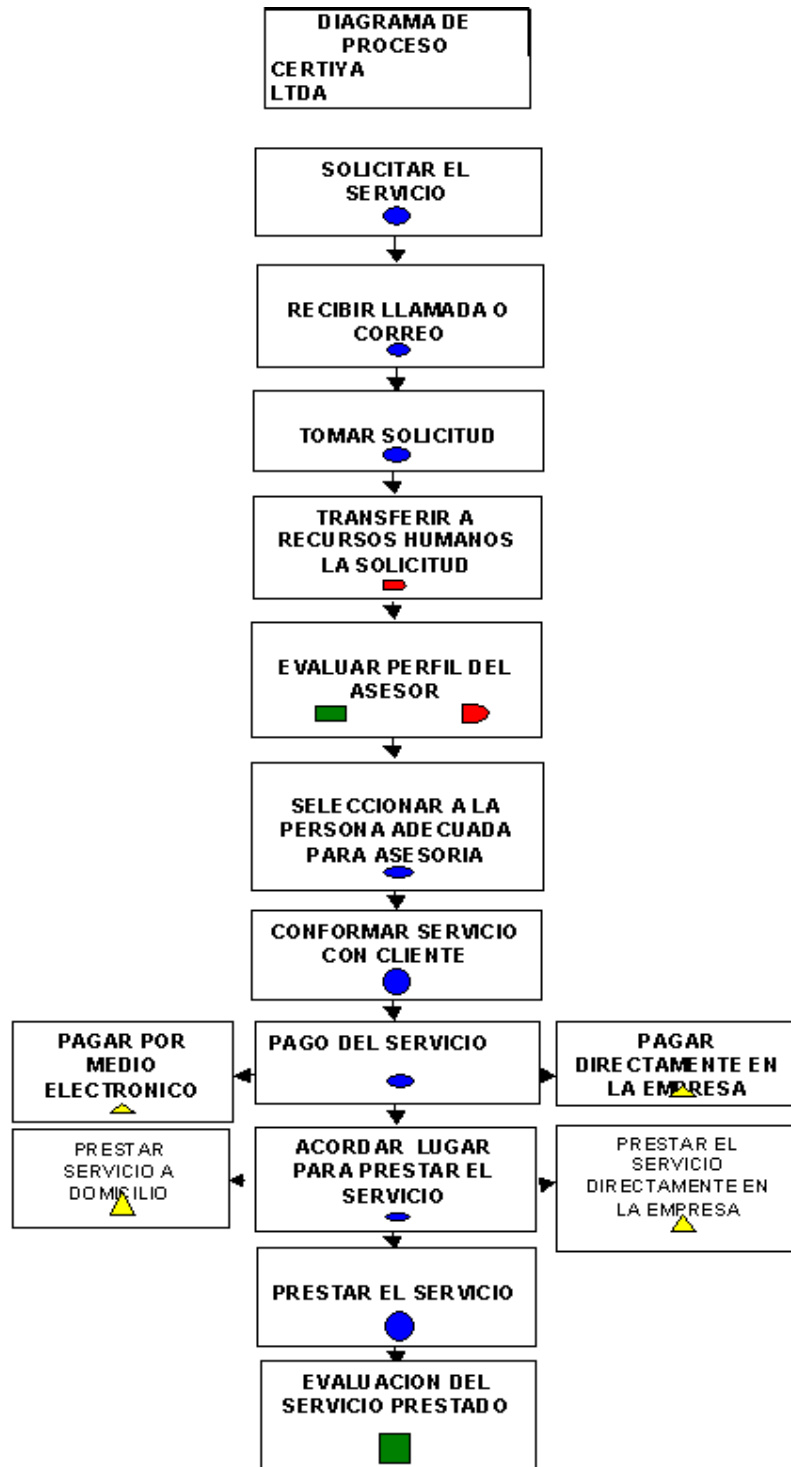 DIAGRAMA DE
PROCESO
CERTIYA
LTDA
SOLICITAR EL
SERVICIO
RECIBIR LLAMADA O
CORREO
TOMAR SOLICITUD
TRANSFERIR A
RECURSOS HUMANOS
LA SOLICITUD
EVALUAR PERFIL DEL
ASESOR
SELECCIONAR A LA
PERSONA ADECUADA
PARA ASESORIA
CONFORMAR SERVICIO
CON CLIENTE
PAGAR POR
MEDIO
ELECTRONICO
PAGO DEL SERVICIO
PAGAR
DIRECTAMENTE EN
LA EMPRESA
PRESTAR
SERVICIO A
DOMICILIO
ACORDAR LUGAR
PARA PRESTAR EL
SERVICIO
PRESTAR EL
SERVICIO
DIRECTAMENTE EN
LA EMPRESA
PRESTAR EL SERVICIO
EVALUACION DEL
SERVICIO PRESTADO